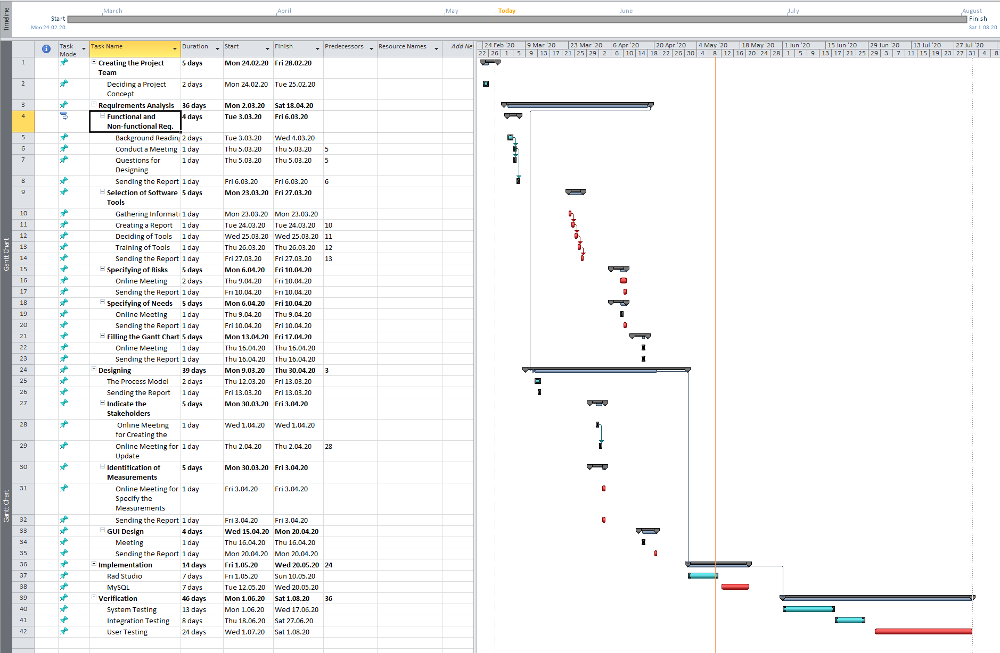 Timeline
March April May Today June July August
Start
Mon 24.02.20
Finish
Sat 1.08.20
Gantt Chart
Gantt Chart
Task Mode Task Name Duration Start Finish Predecessors Resource Names Add Ne
24 Feb '20 9 Mar '20 23 Mar '20 6 Apr '20 20 Apr '20 4 May '20 18 May '20 1 Jun '20 15 Jun '20 29 Jun '20 13 Jul '20 27 Jul '20
22 26 1 5 9 13 17 21 25 29 2 6 10 14 18 22 26 30 4 8 12 16 20 24 28 1 5 9 13 17 21 25 29 3 7 11 15 19 23 27 31 4 8
1 Creating the Project 5 days Mon 24.02.20 Fri 28.02.20
Team
2 Deciding a Project 2 days Mon 24.02.20 Tue 25.02.20
Concept
3 Requirements Analysis 36 days Mon 2.03.20 Sat 18.04.20
4 Functional and 4 days Tue 3.03.20 Fri 6.03.20
Non-functional Req.
5 Background Reading 2 days Tue 3.03.20 Wed 4.03.20
6 Conduct a Meeting 1 day Thu 5.03.20 Thu 5.03.20 5
7 Questions for 1 day Thu 5.03.20 Thu 5.03.20 5
Designing
8 Sending the Report 1 day Fri 6.03.20 Fri 6.03.20 6
9 Selection of Software 5 days Mon 23.03.20 Fri 27.03.20
Tools
10 Gathering Informati 1 day Mon 23.03.20 Mon 23.03.20
11 Creating a Report 1 day Tue 24.03.20 Tue 24.03.20 10
12 Deciding of Tools 1 day Wed 25.03.20 Wed 25.03.20 11
13 Training of Tools 1 day Thu 26.03.20 Thu 26.03.20 12
14 Sending the Report 1 day Fri 27.03.20 Fri 27.03.20 13
15 Specifying of Risks 5 days Mon 6.04.20 Fri 10.04.20
16 Online Meeting 2 days Thu 9.04.20 Fri 10.04.20
17 Sending the Report 1 day Fri 10.04.20 Fri 10.04.20
18 Specifying of Needs 5 days Mon 6.04.20 Fri 10.04.20
19 Online Meeting 1 day Thu 9.04.20 Thu 9.04.20
20 Sending the Report 1 day Fri 10.04.20 Fri 10.04.20
21 Filling the Gantt Chart 5 days Mon 13.04.20 Fri 17.04.20
22 Online Meeting 1 day Thu 16.04.20 Thu 16.04.20
23 Sending the Report 1 day Thu 16.04.20 Thu 16.04.20
24 Designing 39 days Mon 9.03.20 Thu 30.04.20 3
25 The Process Model 2 days Thu 12.03.20 Fri 13.03.20
26 Sending the Report 1 day Fri 13.03.20 Fri 13.03.20
27 Indicate the 5 days Mon 30.03.20 Fri 3.04.20
Stakeholders
28 Online Meeting 1 day Wed 1.04.20 Wed 1.04.20
for Creating the
29 Online Meeting for 1 day Thu 2.04.20 Thu 2.04.20 28
Update
30 Identification of 5 days Mon 30.03.20 Fri 3.04.20
Measurements
31 Online Meeting for 1 day Fri 3.04.20 Fri 3.04.20
Specify the
Measurements
32 Sending the Report 1 day Fri 3.04.20 Fri 3.04.20
33 GUI Design 4 days Wed 15.04.20 Mon 20.04.20
34 Meeting 1 day Thu 16.04.20 Thu 16.04.20
35 Sending the Report 1 day Mon 20.04.20 Mon 20.04.20
36 Implementation 14 days Fri 1.05.20 Wed 20.05.20 24
37 Rad Studio 7 days Fri 1.05.20 Sun 10.05.20
38 MySQL 7 days Tue 12.05.20 Wed 20.05.20
39 Verification 46 days Mon 1.06.20 Sat 1.08.20 36
40 System Testing 13 days Mon 1.06.20 Wed 17.06.20
41 Integration Testing 8 days Thu 18.06.20 Sat 27.06.20
42 User Testing 24 days Wed 1.07.20 Sat 1.08.20